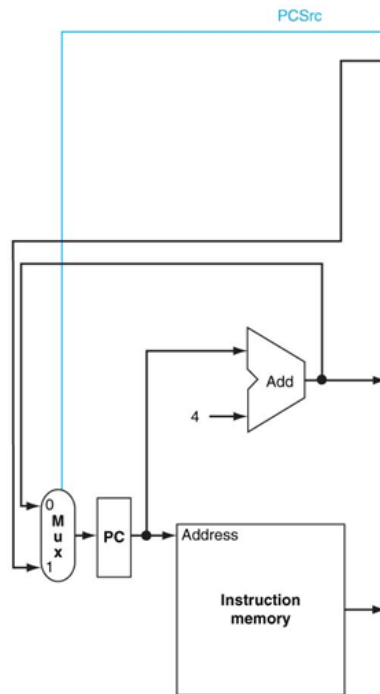 PCSrc
Add
4
0
M
u
x
1
PC
Address
Instruction
memory